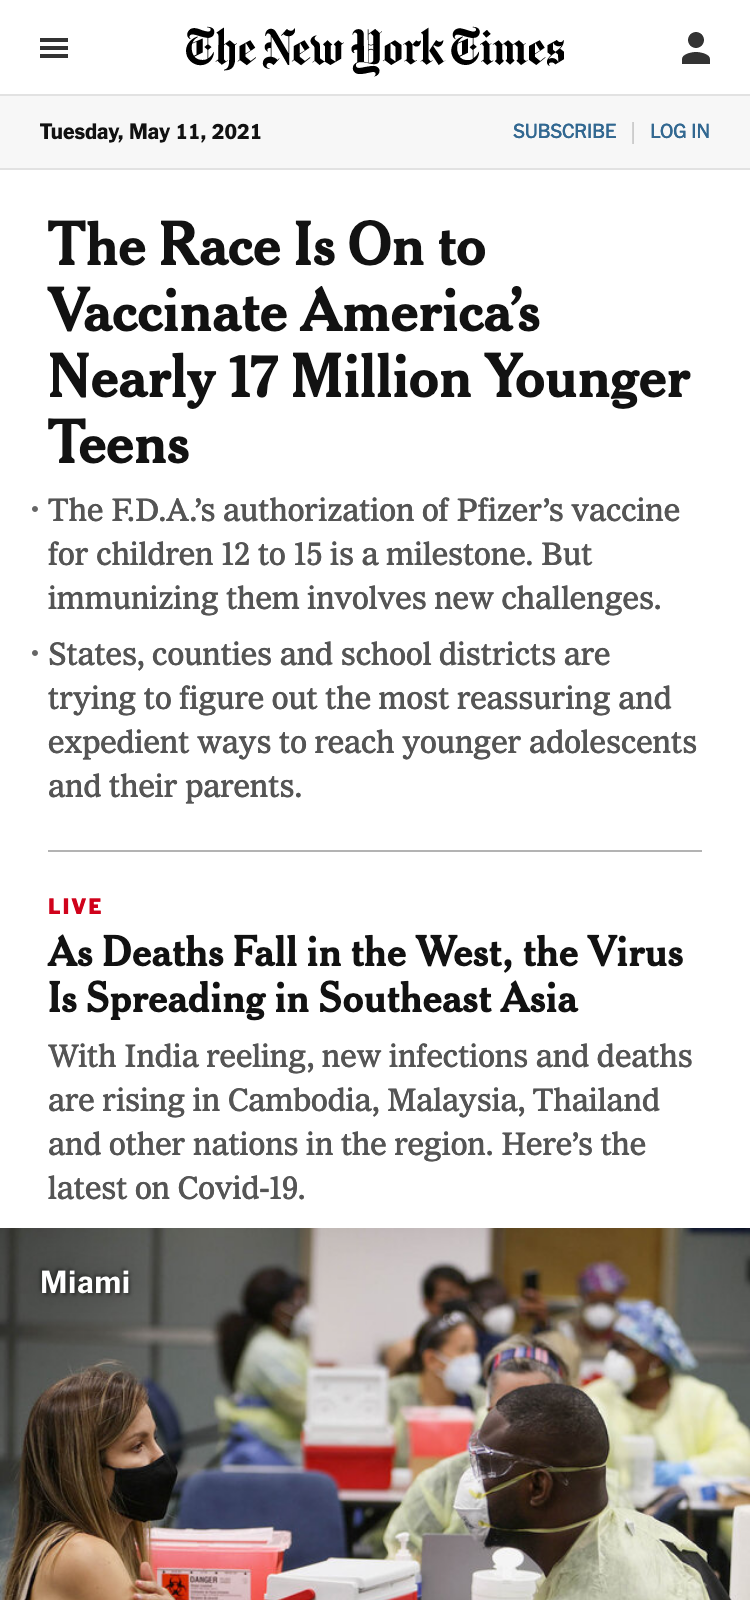 The New York Times
Tuesday, May 11, 2021
SUBSCRIBE | LOG IN
The Race Is On to
Vaccinate America’s
Nearly 17 Million Younger
Teens
• The F.D.A.’s authorization of Pfizer’s vaccine
for children 12 to 15 is a milestone. But
immunizing them involves new challenges.
• States, counties and school districts are
trying to figure out the most reassuring and
expedient ways to reach younger adolescents
and their parents.
LIVE
As Deaths Fall in the West, the Virus
Is Spreading in Southeast Asia
With India reeling, new infections and deaths
are rising in Cambodia, Malaysia, Thailand
and other nations in the region. Here’s the
latest on Covid-19.
Miami
DANGER